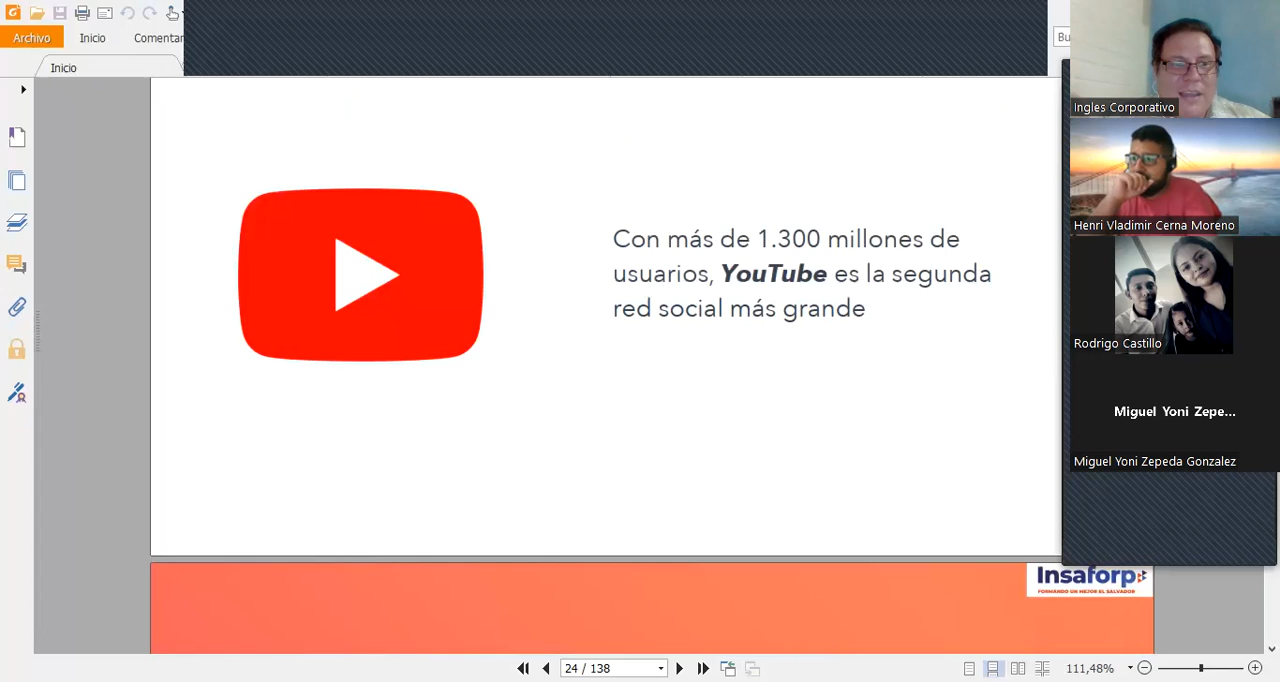 Archivo
Inicio
Comentar
Bu
Inicio
Con más de 1.300 millones de
usuarios, YouTube es la segunda
red social más grande
Ingles Corporativo
Henri Vladimir Cerna Moreno
Rodrigo Castillo
Miguel Yoni Zepe...
Miguel Yoni Zepeda Gonzalez
Insaforp
FORMANDO UN MEJOR EL SALVADOR
24 / 138
111,48%